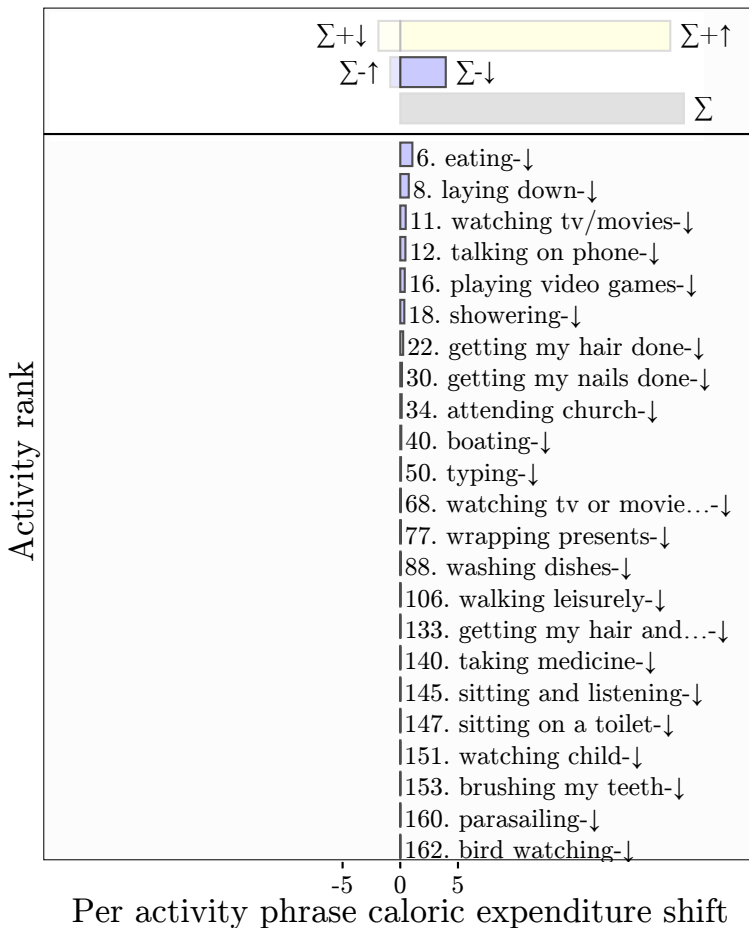 ∑+↓ ∑+↑
∑-↑ ∑-↓
∑
6. eating-↓
8. laying down-↓
11. watching tv/movies-↓
12. talking on phone-↓
16. playing video games-↓
18. showering-↓
22. getting my hair done-↓
30. getting my nails done-↓
34. attending church-↓
40. boating-↓
50. typing-↓
68. watching tv or movie…-↓
77. wrapping presents-↓
88. washing dishes-↓
106. walking leisurely-↓
133. getting my hair and…-↓
140. taking medicine-↓
145. sitting and listening-↓
147. sitting on a toilet-↓
151. watching child-↓
153. brushing my teeth-↓
160. parasailing-↓
162. bird watching-↓
Activity rank
-5 0 5
Per activity phrase caloric expenditure shift